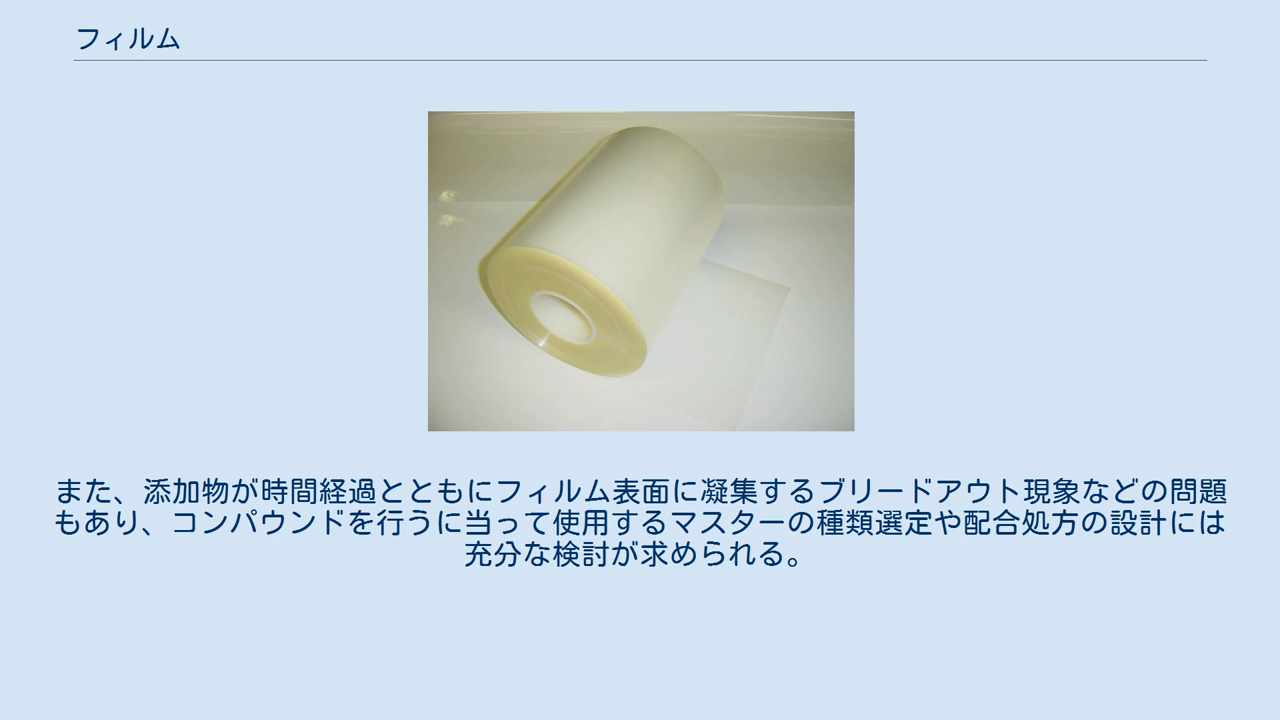 フィルム
また、添加物が時間経過とともにフィルム表面に凝集するブリードアウト現象などの問題
もあり、コンパウンドを行うに当って使用するマスターの種類選定や配合処方の設計には
充分な検討が求められる。